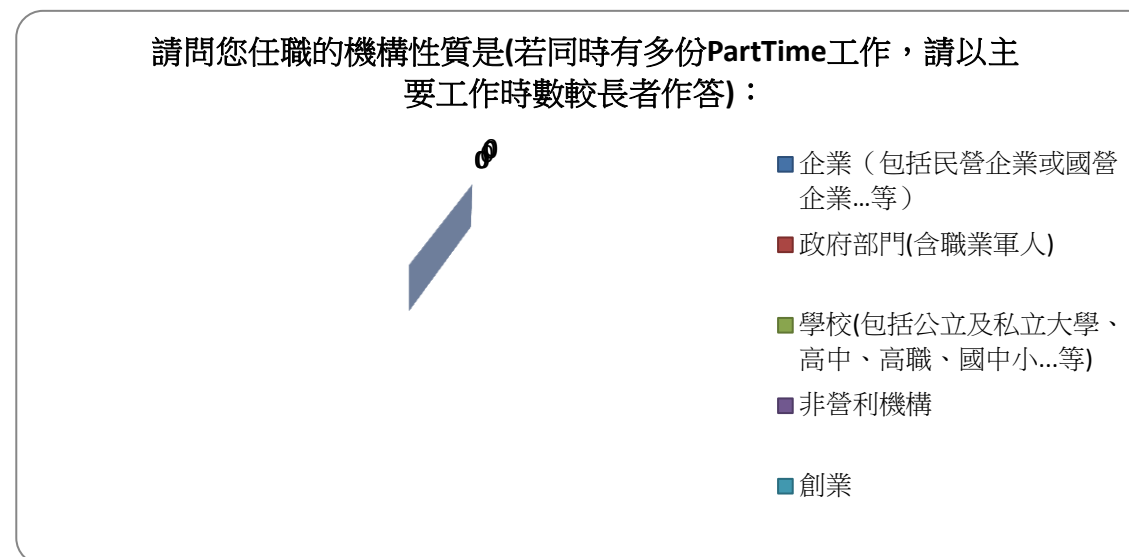 請問您任職的機構性質是(若同時有多份PartTime工作，請以主
要工作時數較長者作答)：
0 0 0
企業（包括民營企業或國營
企業...等）
政府部門(含職業軍人)
學校(包括公立及私立大學、
高中、高職、國中小...等)
非營利機構
創業